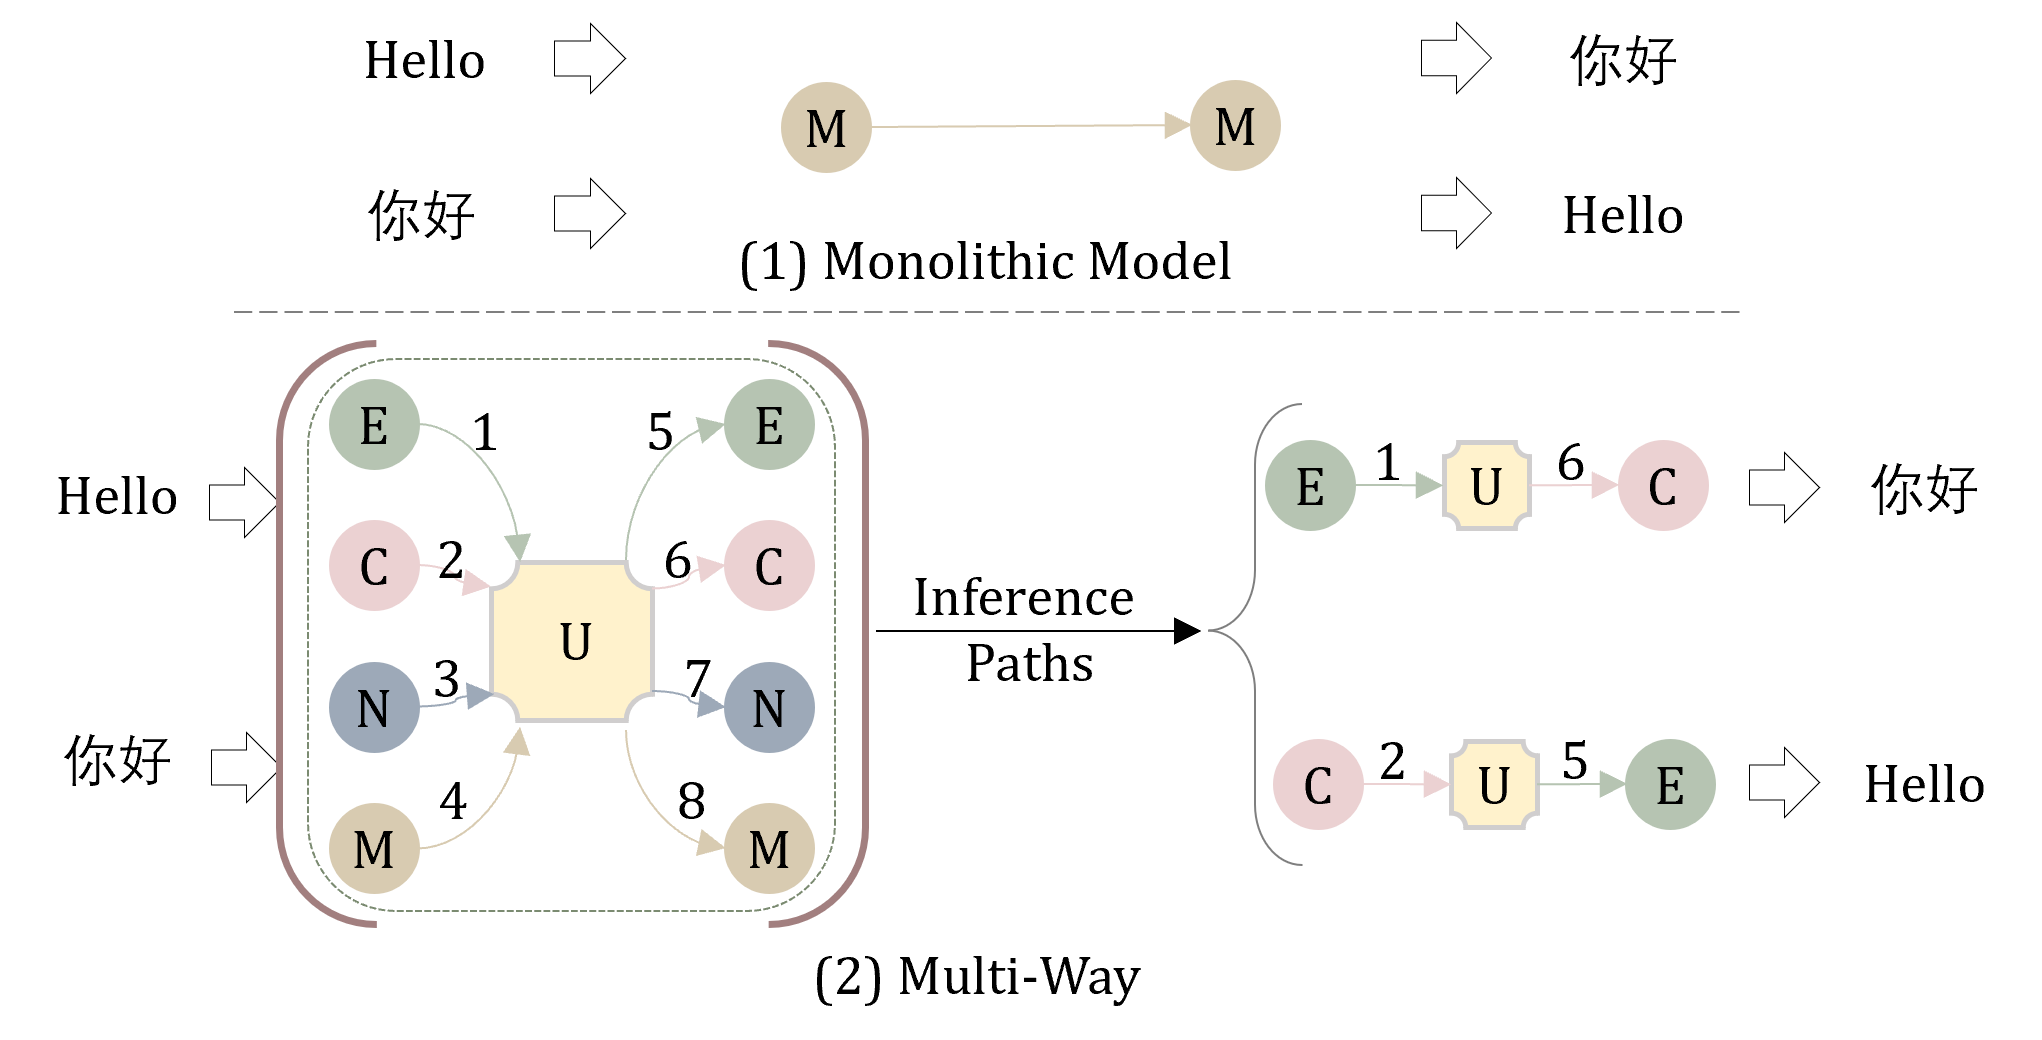 Hello
你好
M
M
你好
Hello
(1) Monolithic Model
E 1 5 E
Hello
C 2 6 C
U
N 3 7 N
你好
M 4 8 M
Inference
Paths
E 1 U 6 C
你好
C 2 U 5 E
Hello
(2) Multi-Way